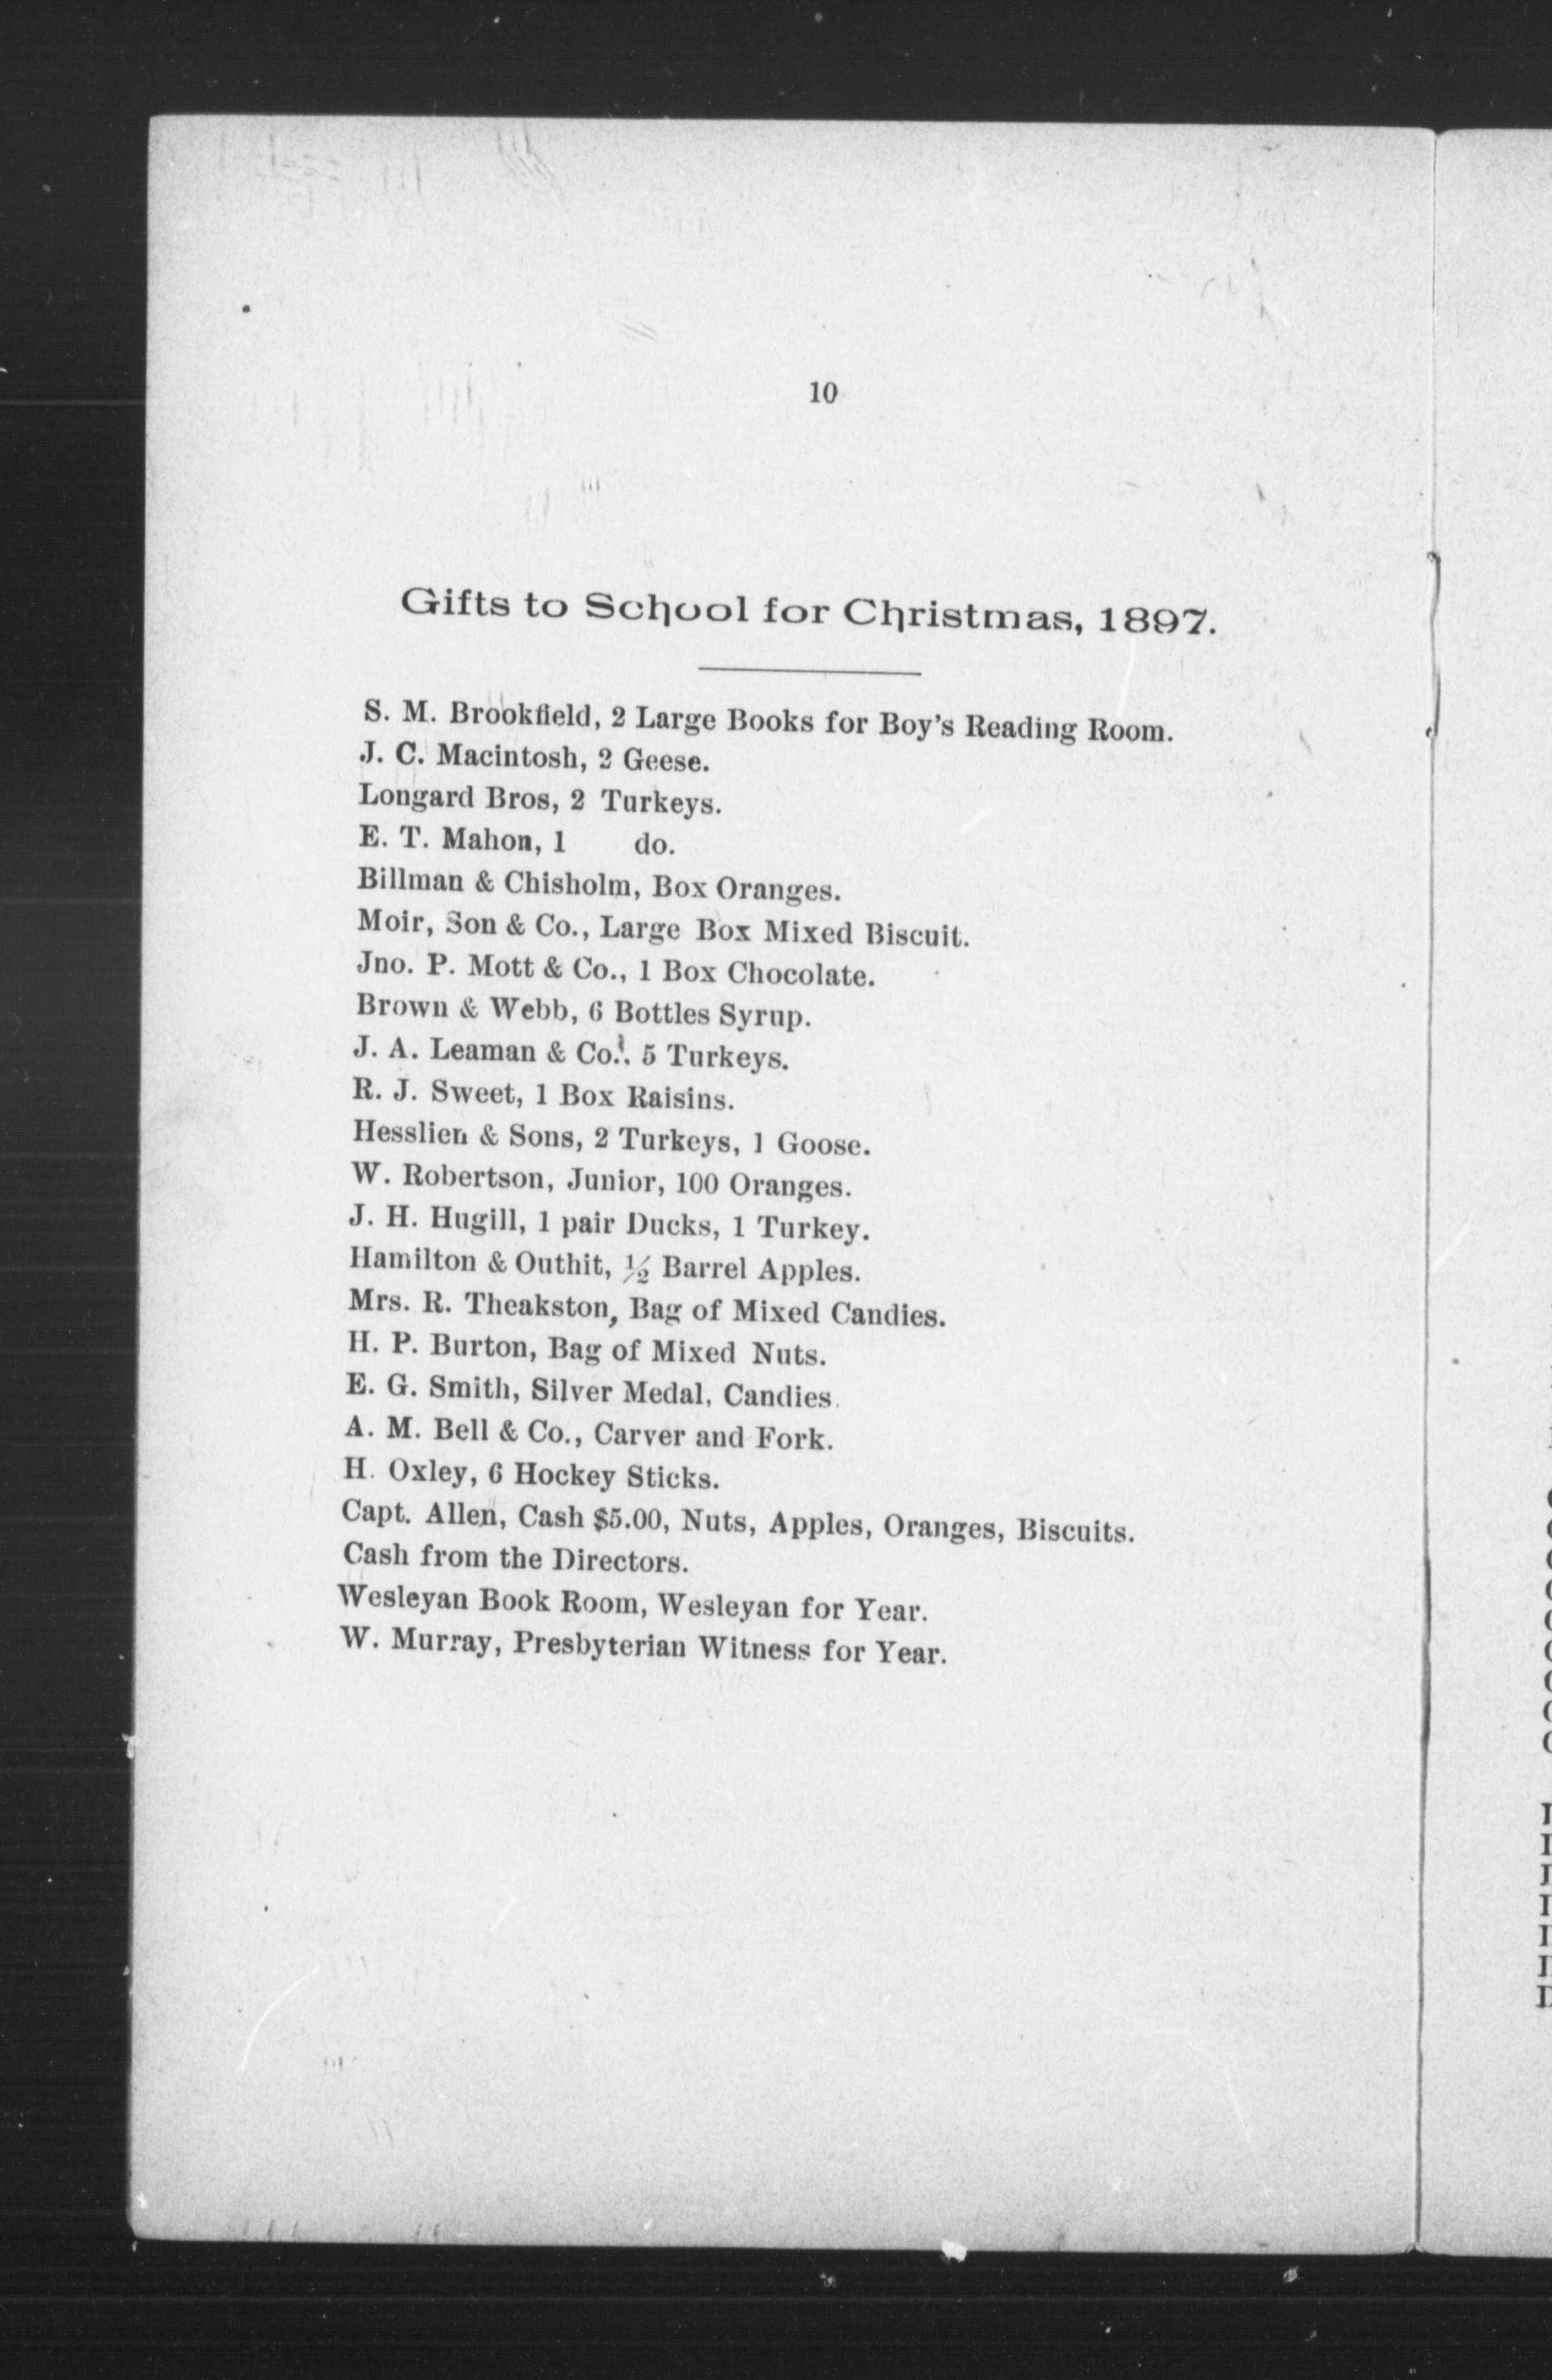 10
Gifts to School for Christmas, 1897.
S. M. Brookfield, 2 Large Books for Boy's Reading Room.
J. C. Macintosh, 2 Geese.
Longard Bros, 2 Turkeys.
E. T. Mahon, 1 do.
Billman & Chisholm, Box Oranges.
Moir, Son & Co., Large Box Mixed Biscuit.
Jno. P. Mott & Co., 1 Box Chocolate.
Brown & Webb, 6 Bottles Syrup.
J. A. Leaman & Co., 5 Turkeys.
R. J. Sweet, 1 Box Raisins.
Hesslien & Sons, 2 Turkeys, 1 Goose.
W. Robertson, Junior, 100 Oranges.
J. H. Hugill, 1 pair Ducks, 1 Turkey.
Hamilton & Outhit, ½ Barrel Apples.
Mrs. R. Theakston, Bag of Mixed Candies.
H. P. Burton, Bag of Mixed Nuts.
E. G. Smith, Silver Medal, Candies.
A. M. Bell & Co., Carver and Fork.
H. Oxley, 6 Hockey Sticks.
Capt. Allen, Cash $5.00, Nuts, Apples, Oranges, Biscuits.
Cash from the Directors.
Wesleyan Book Room, Wesleyan for Year.
W. Murray, Presbyterian Witness for Year.